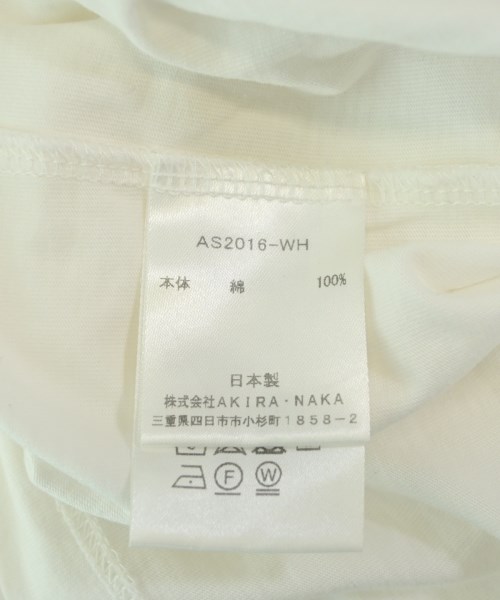 AS2016-WH
本体 綿 100%
日本製
株式会社AKIRA・NAKA
三重県四日市市小杉町1858-2
F W